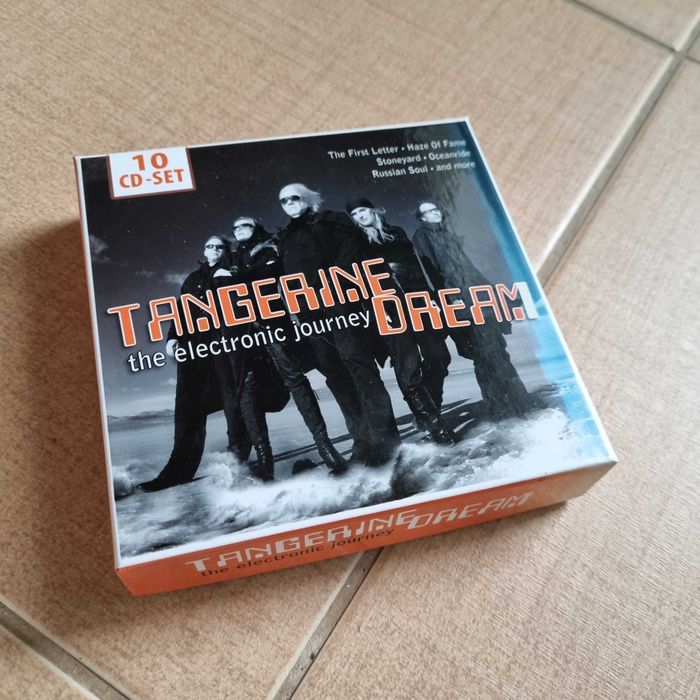 10
CD-SET
The First Letter • Haze Of Fame
Stoneyard • Oceanride
Russian Soul • and more
TANGERINE
DREAM
the electronic journey
TANGERINE DREAM
the electronic journey